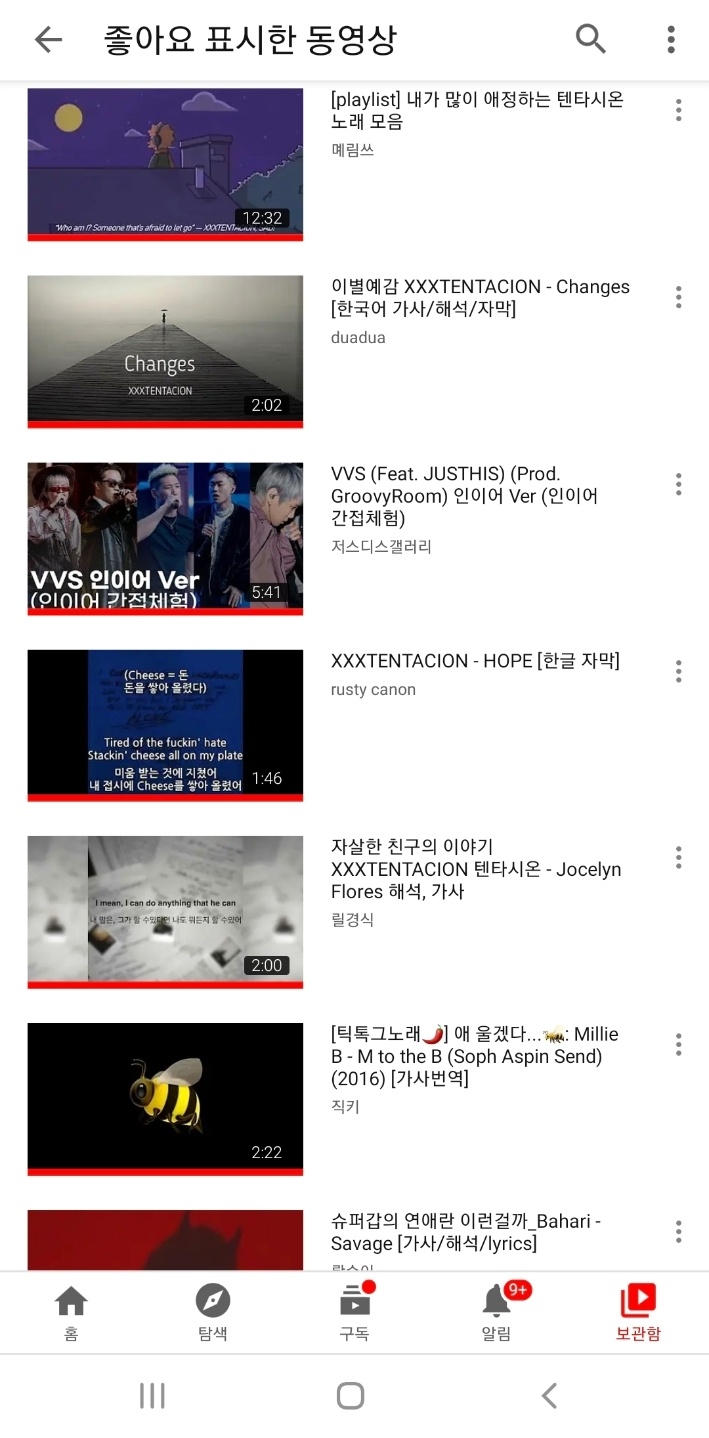 좋아요 표시한 동영상
[playlist] 내가 많이 애정하는 텐타시온
노래 모음
몌림쓰
"Who am I? Someone that's afraid to let go" — XXXTENTACION, SAD!
12:32
이별예감 XXXTENTACION - Changes
[한국어 가사/해석/자막]
duadua
Changes
XXXTENTACION
2:02
VVS (Feat. JUSTHIS) (Prod.
GroovyRoom) 인이어 Ver (인이어
간접체험)
저스디스갤러리
VVS 인이어 Ver
(인이어 간접체험)
5:41
XXXTENTACION - HOPE [한글 자막]
rusty canon
(Cheese = 돈
돈을 쌓아 올렸다)
Tired of the fuckin' hate
Stackin' cheese all on my plate
미움 받는 것에 지쳤어
내 접시에 Cheese를 쌓아 올렸어
1:46
자살한 친구의 이야기
XXXTENTACION 텐타시온 - Jocelyn
Flores 해석, 가사
릴경식
I mean, I can do anything that he can
내 말은, 그가 할 수있다면 나도 뭐든지 할 수있어
2:00
[틱톡그노래🌶️] 애 울겠다...🐝: Millie
B - M to the B (Soph Aspin Send)
(2016) [가사번역]
직키
2:22
슈퍼갑의 연애란 이런걸까_Bahari -
Savage [가사/해석/lyrics]
홈
탐색
구독
9+
알림
보관함